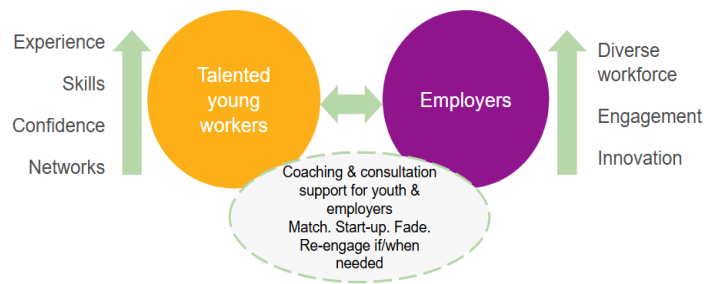 Experience
Skills
Confidence
Networks
Talented
young
workers
Employers
Diverse
workforce
Engagement
Innovation
Coaching & consultation
support for youth &
employers
Match. Start-up. Fade.
Re-engage if/when
needed